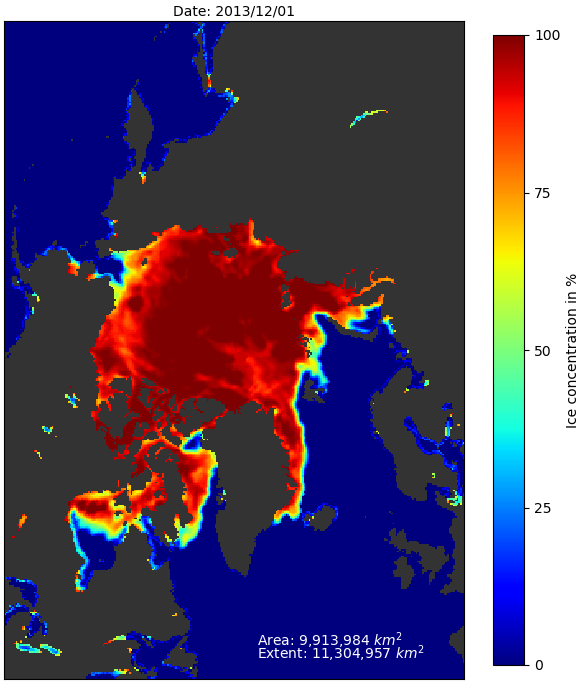 Date: 2013/12/01
100
75
50
25
0
Ice concentration in %
Area: 9,913,984 km²
Extent: 11,304,957 km²